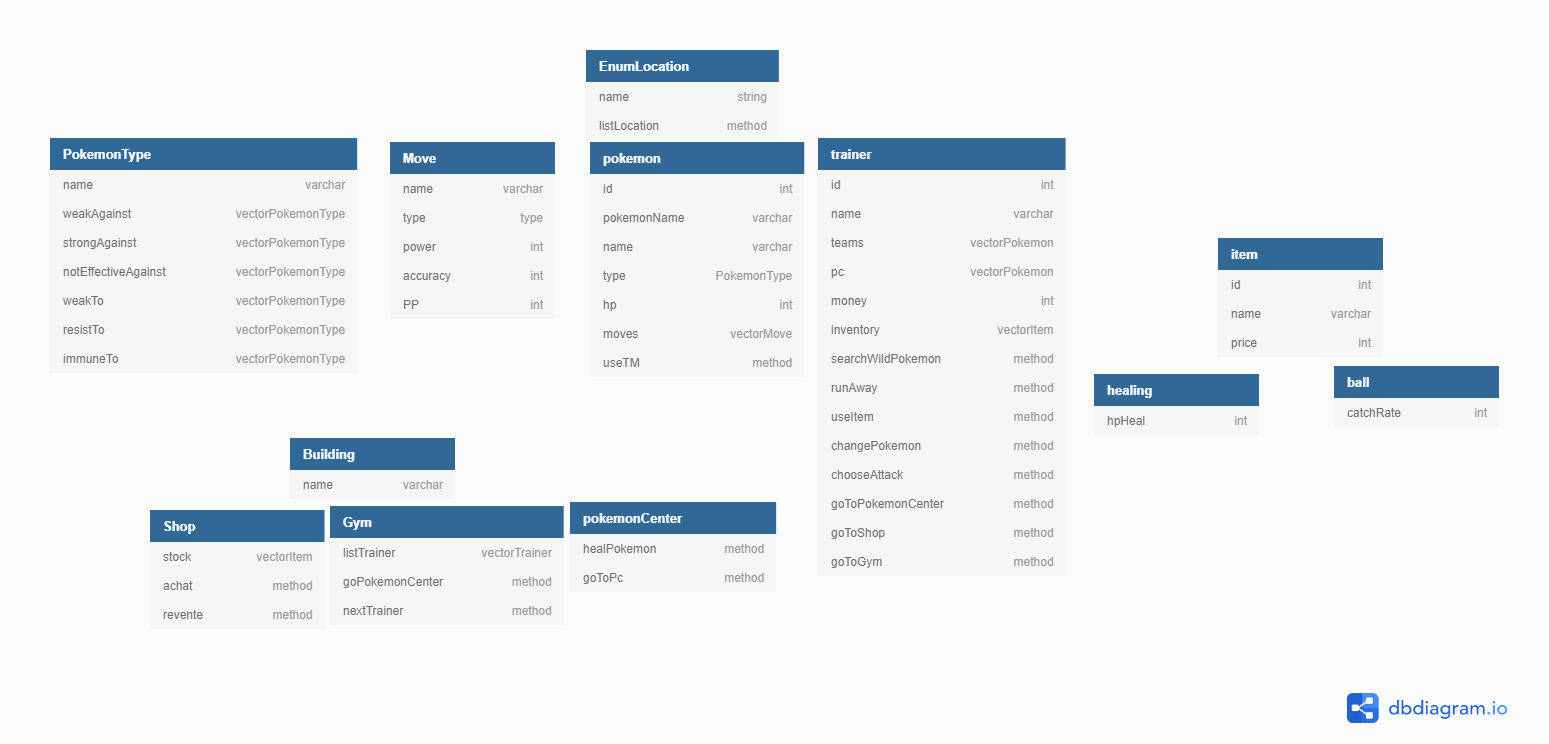 EnumLocation
name string
listLocation method
PokemonType
name varchar
weakAgainst vectorPokemonType
strongAgainst vectorPokemonType
notEffectiveAgainst vectorPokemonType
weakTo vectorPokemonType
resistTo vectorPokemonType
immuneTo vectorPokemonType
Move
name varchar
type type
power int
accuracy int
PP int
pokemon
id int
pokemonName varchar
name varchar
type PokemonType
hp int
moves vectorMove
useTM method
trainer
id int
name varchar
teams vectorPokemon
pc vectorPokemon
money int
inventory vectorItem
searchWildPokemon method
runAway method
useItem method
changePokemon method
chooseAttack method
goToPokemonCenter method
goToShop method
goToGym method
item
id int
name varchar
price int
healing
hpHeal int
ball
catchRate int
Building
name varchar
Shop
stock vectorItem
achat method
revente method
Gym
listTrainer vectorTrainer
goPokemonCenter method
nextTrainer method
pokemonCenter
healPokemon method
goToPc method
dbdiagram.io